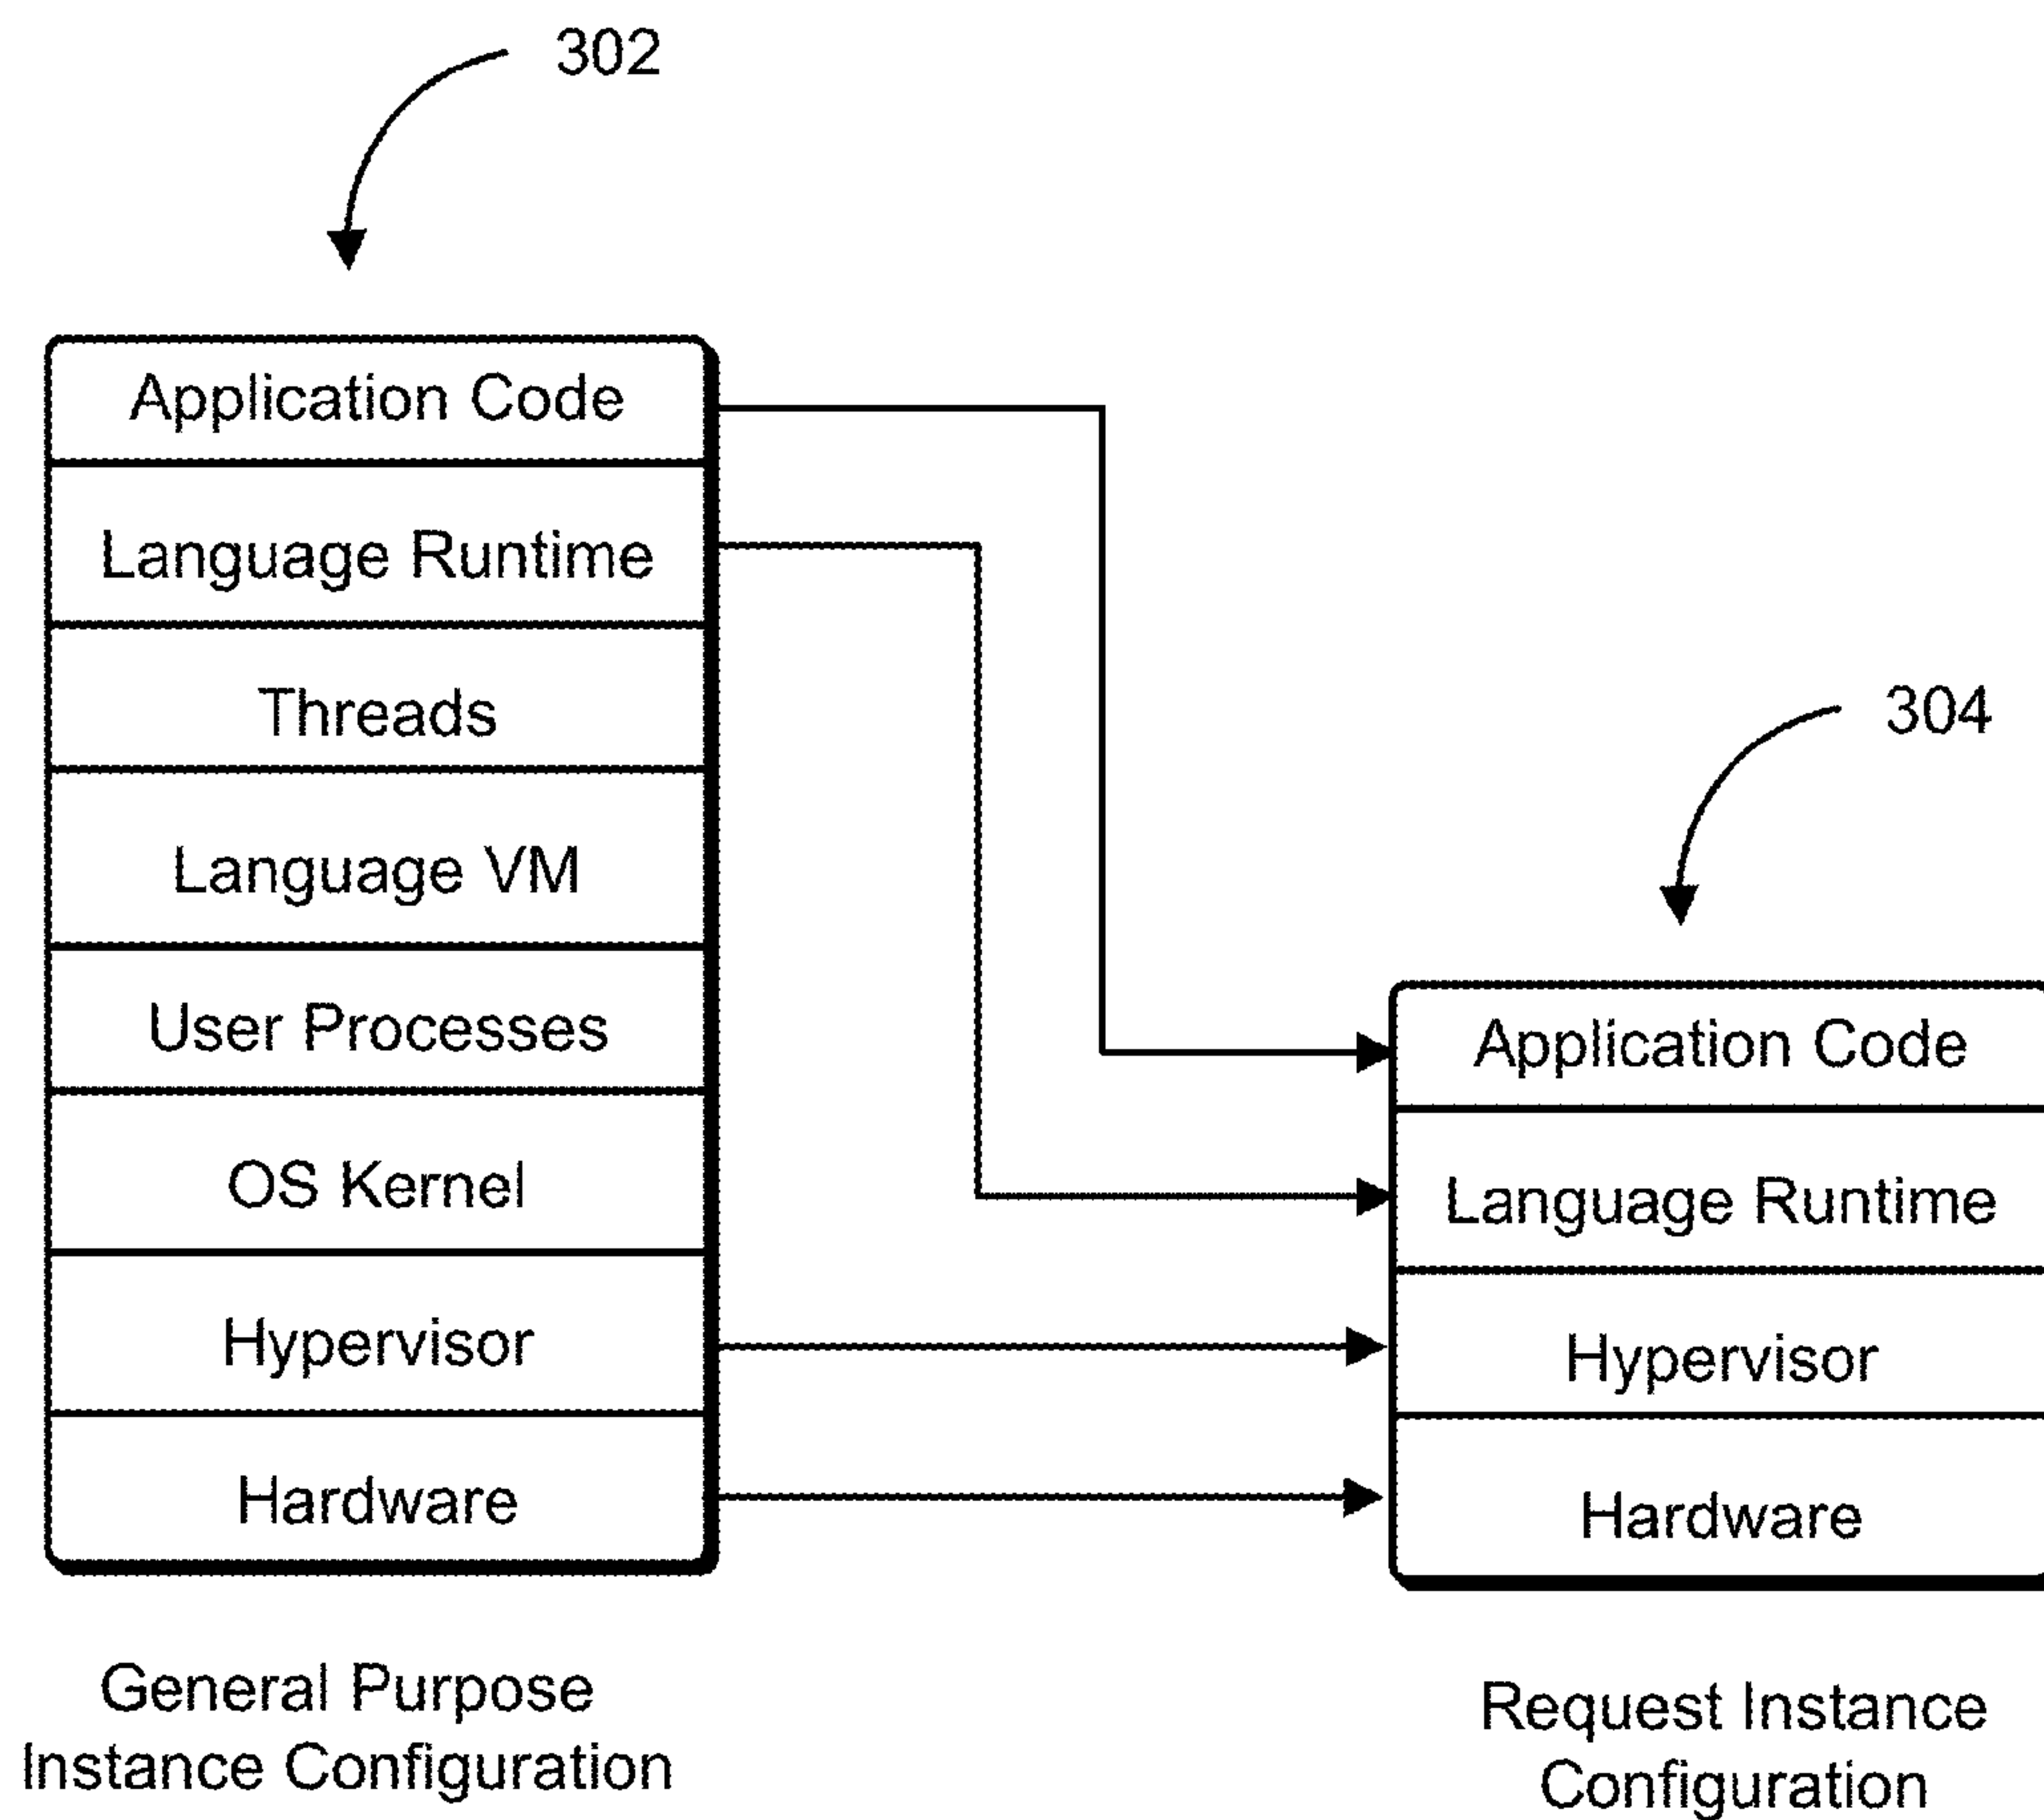 302
Application Code
Language Runtime
Threads
Language VM
User Processes
OS Kernel
Hypervisor
Hardware
General Purpose
Instance Configuration
304
Application Code
Language Runtime
Hypervisor
Hardware
Request Instance
Configuration